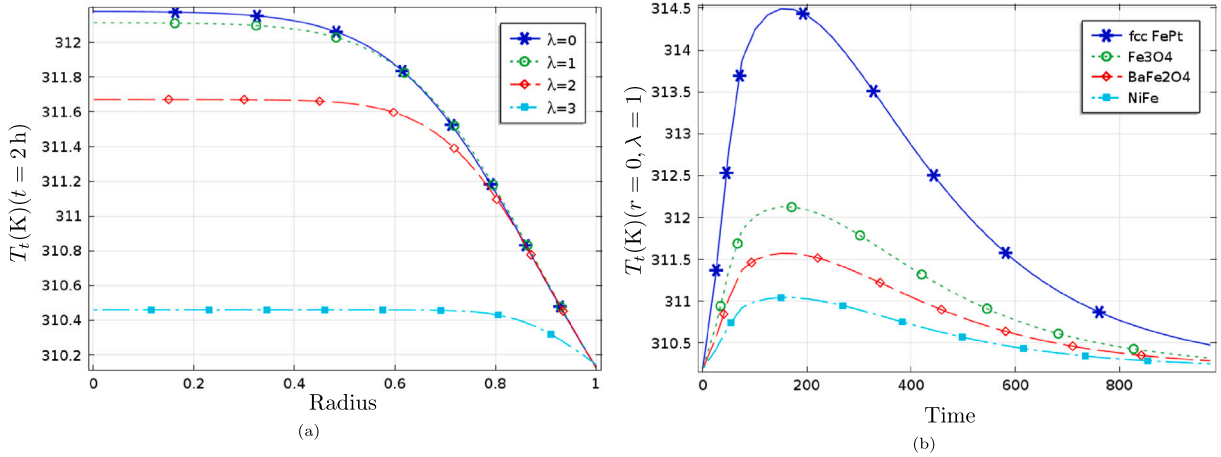 312
311.8
311.6
311.4
311.2
311
310.8
310.6
310.4
310.2
T_t(K)(t = 2 h)
λ=0
λ=1
λ=2
λ=3
0
0.2
0.4
0.6
0.8
1
Radius
(a)
314.5
314
313.5
313
312.5
312
311.5
311
310.5
T_t(K)(r = 0, λ = 1)
fcc FePt
Fe3O4
BaFe2O4
NiFe
0
200
400
600
800
Time
(b)